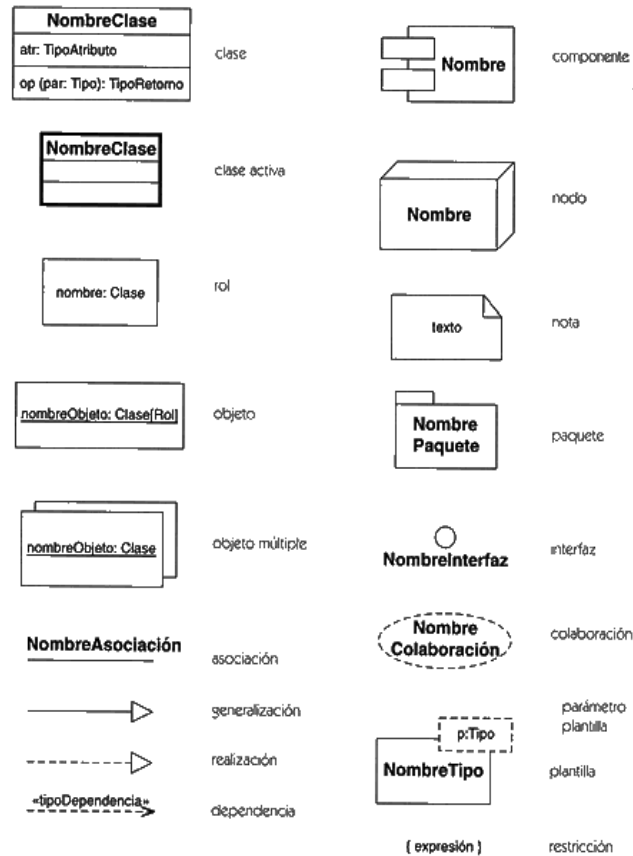 NombreClase
atr: TipoAtributo
op (par: Tipo): TipoRetorno
clase
NombreClase
clase activa
nombre: Clase
rol
nombreObjeto: Clase[Rol]
objeto
nombreObjeto: Clase
objeto múltiple
NombreAsociación
asociación
generalización
realización
«tipoDependencia»
dependencia
Nombre
componente
Nombre
nodo
texto
nota
Nombre
Paquete
paquete
NombreInterfaz
interfaz
Nombre
Colaboración
colaboración
p:Tipo
parámetro
plantilla
NombreTipo
plantilla
{ expresión }
restricción